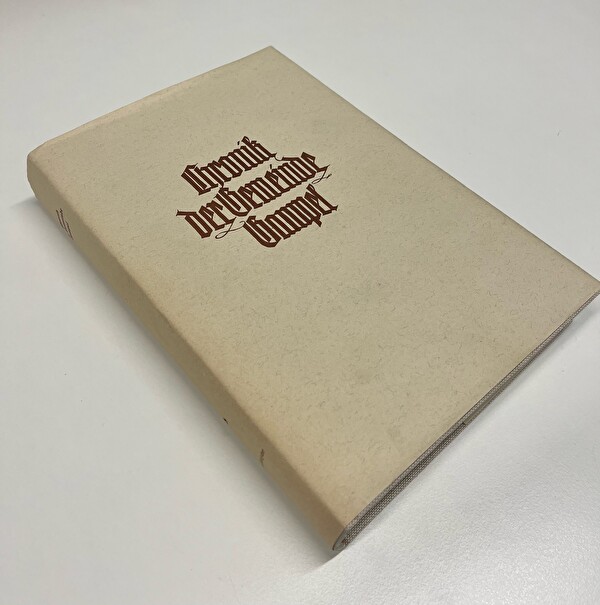 Chronik
der Gemeinde
Gampel